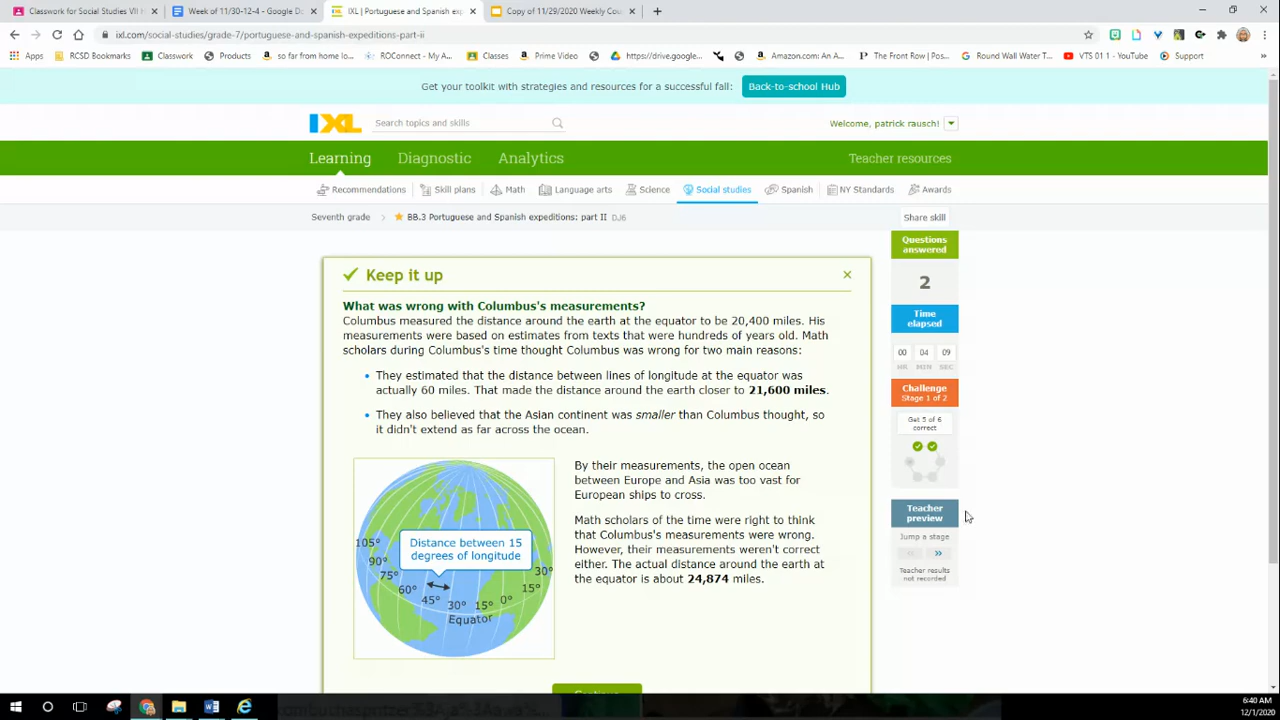 Classwork for Social Studies VII H
Week of 11/30-12-4 - Google D
IXL | Portuguese and Spanish exp
Copy of 11/29/2020 Weekly Cou
ixl.com/social-studies/grade-7/portuguese-and-spanish-expeditions-part-ii
Apps
RCSD Bookmarks
Classwork
Products
so far from home lo...
ROConnect - My A...
Classes
Prime Video
https://drive.google...
Amazon.com: On A...
The Front Row | Pos...
Round Wall Water T...
VTS 01 1 - YouTube
Support
Get your toolkit with strategies and resources for a successful fall:
Back-to-school Hub
IXL
Search topics and skills
Welcome, patrick rausch!
Learning
Diagnostic
Analytics
Teacher resources
Recommendations
Skill plans
Math
Language arts
Science
Social studies
Spanish
NY Standards
Awards
Seventh grade
BB.3 Portuguese and Spanish expeditions: part II DJ6
Share skill
Keep it up
What was wrong with Columbus's measurements?
Columbus measured the distance around the earth at the equator to be 20,400 miles. His
measurements were based on estimates from texts that were hundreds of years old. Math
scholars during Columbus's time thought Columbus was wrong for two main reasons:
• They estimated that the distance between lines of longitude at the equator was
actually 60 miles. That made the distance around the earth closer to 21,600 miles.
• They also believed that the Asian continent was smaller than Columbus thought, so
it didn't extend as far across the ocean.
Distance between 15
degrees of longitude
105°
90°
75°
60°
45°
30°
15°
0°
15°
30°
Equator
By their measurements, the open ocean
between Europe and Asia was too vast for
European ships to cross.
Math scholars of the time were right to think
that Columbus's measurements were wrong.
However, their measurements weren't correct
either. The actual distance around the earth at
the equator is about 24,874 miles.
Questions
answered
2
Time
elapsed
00 04 09
HR MIN SEC
Challenge
Stage 1 of 2
Get 5 of 6
correct
Teacher
preview
Jump a stage
Teacher results
not recorded
6:40 AM
12/1/2020